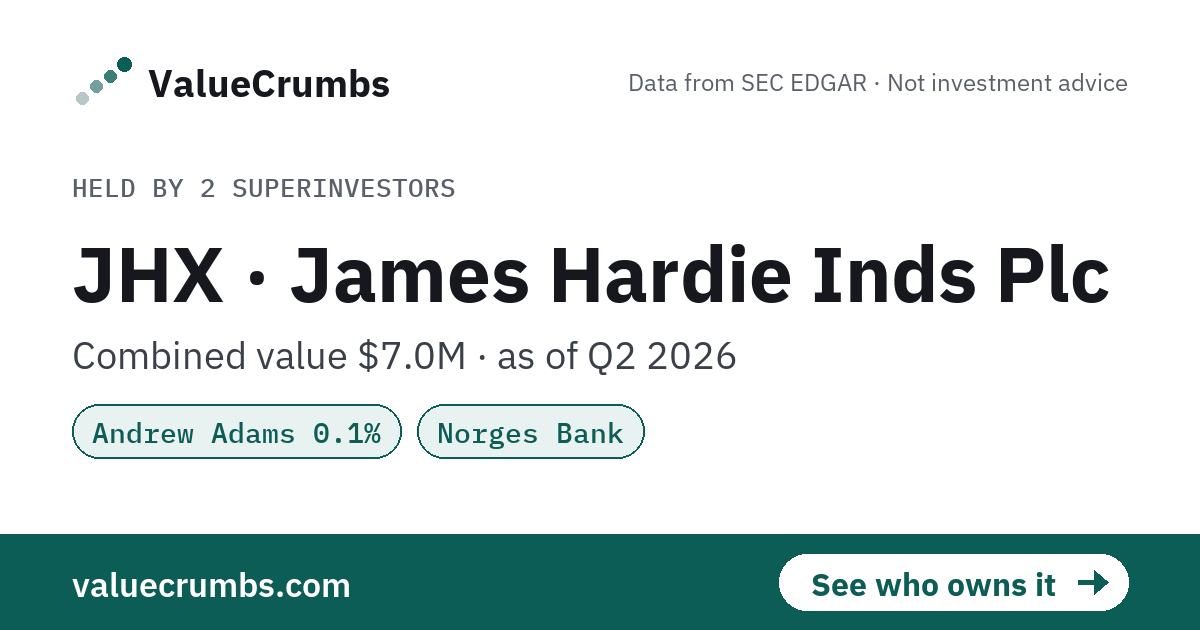 ValueCrumbs
Data from SEC EDGAR · Not investment advice
HELD BY 2 SUPERINVESTORS
JHX · James Hardie Inds Plc
Combined value $7.0M · as of Q2 2026
Andrew Adams 0.1%
Norges Bank
valuecrumbs.com
See who owns it →